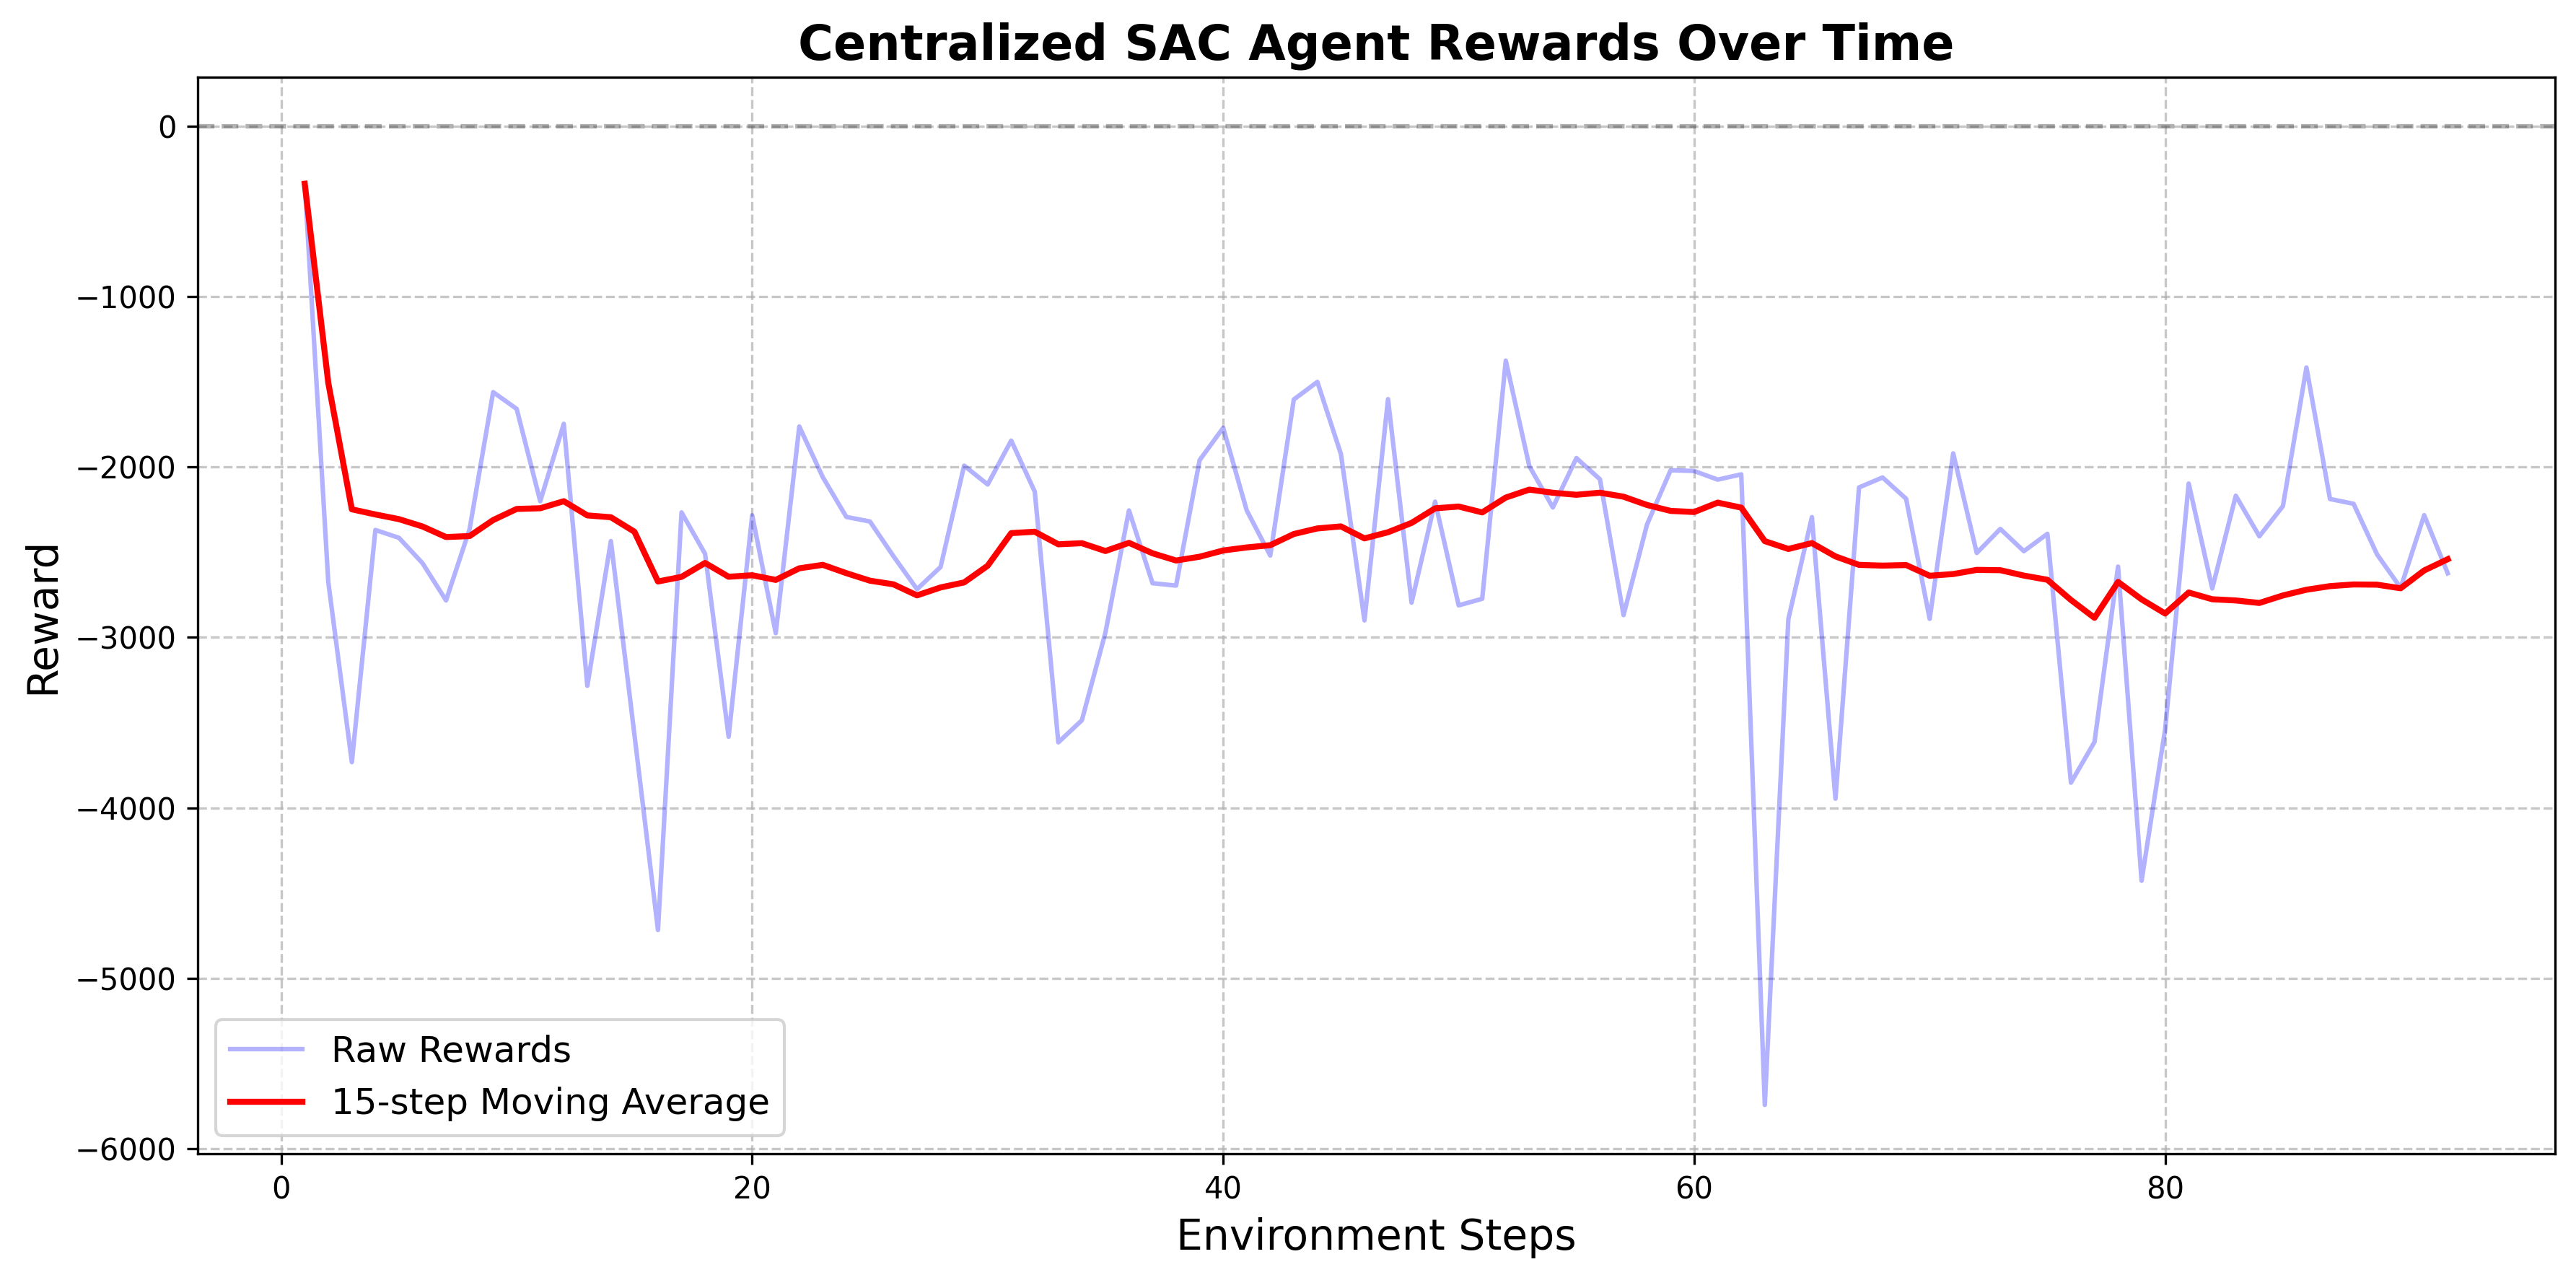 Centralized SAC Agent Rewards Over Time
Reward
0
−1000
−2000
−3000
−4000
−5000
−6000
Raw Rewards
15-step Moving Average
0 20 40 60 80
Environment Steps